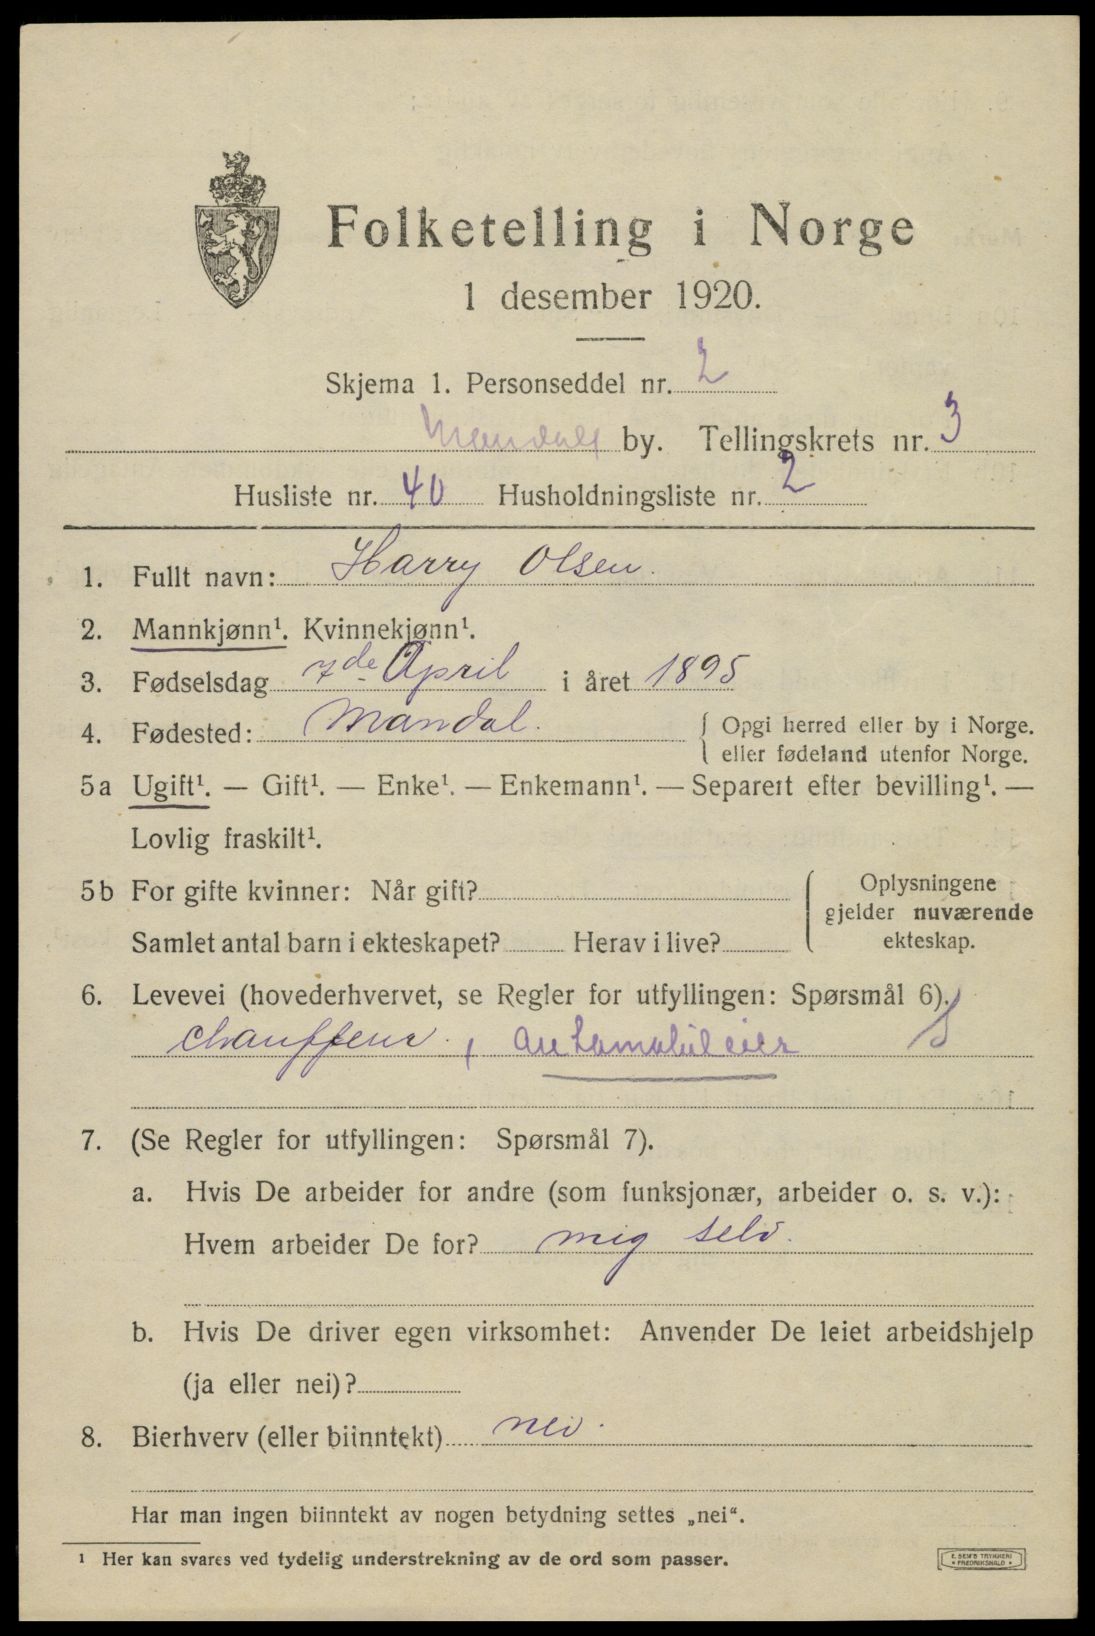 Folketelling i Norge
1 desember 1920.
Skjema 1. Personseddel nr. 2
Mandals by. Tellingskrets nr. 3
Husliste nr. 40 Husholdningsliste nr. 2
1. Fullt navn: Harry Olsen.
2. Mannkjønn¹. Kvinnekjønn¹.
3. Fødselsdag 7de April i året 1895
4. Fødested: Mandal. { Opgi herred eller by i Norge.
eller fødeland utenfor Norge.
5a Ugift¹. — Gift¹. — Enke¹. — Enkemann¹. — Separert efter bevilling¹. —
Lovlig fraskilt¹.
5b For gifte kvinner: Når gift? { Oplysningene
gjelder nuværende
Samlet antal barn i ekteskapet? Herav i live? ekteskap.
6. Levevei (hovederhvervet, se Regler for utfyllingen: Spørsmål 6).
chauffeur. , automobileier S
7. (Se Regler for utfyllingen: Spørsmål 7).
a. Hvis De arbeider for andre (som funksjonær, arbeider o. s. v.):
Hvem arbeider De for? mig selv.
b. Hvis De driver egen virksomhet: Anvender De leiet arbeidshjelp
(ja eller nei)?
8. Bierhverv (eller biinntekt) nei.
Har man ingen biinntekt av nogen betydning settes „nei“.
¹ Her kan svares ved tydelig understrekning av de ord som passer.
E. SEM'S TRYKKERI
• FREDRIKSHALD •